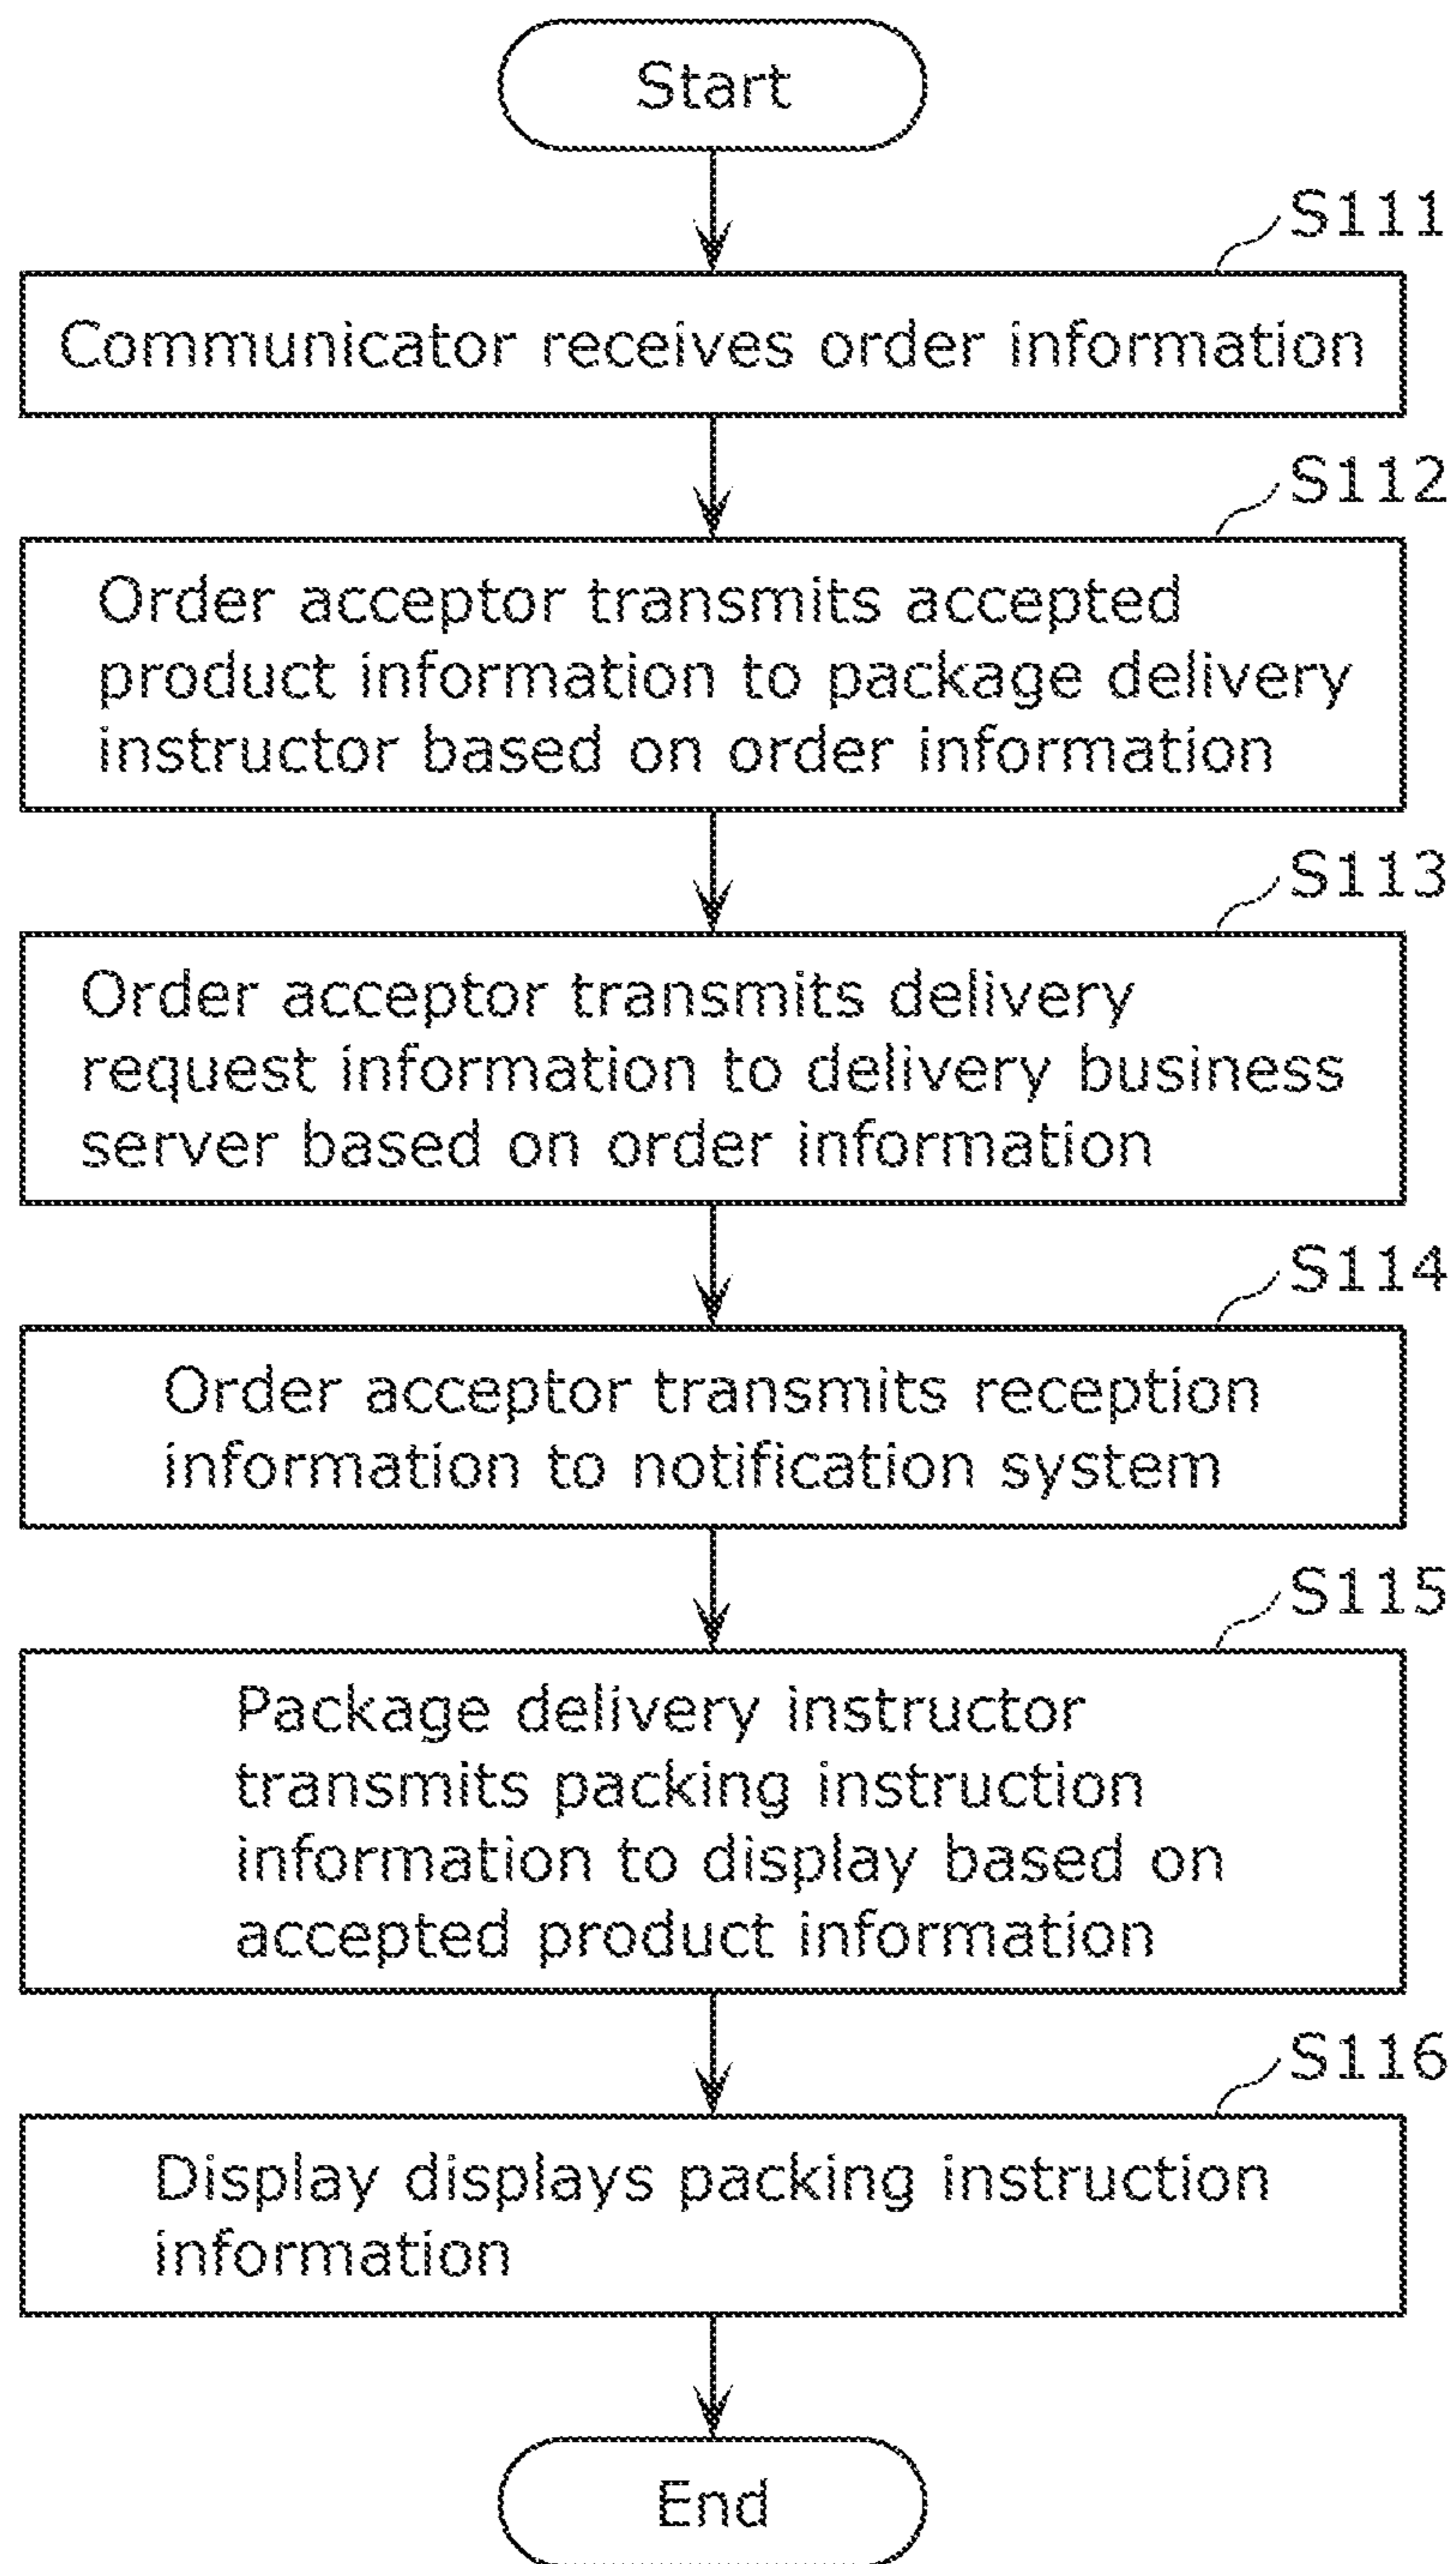 Start
S111
Communicator receives order information
S112
Order acceptor transmits accepted
product information to package delivery
instructor based on order information
S113
Order acceptor transmits delivery
request information to delivery business
server based on order information
S114
Order acceptor transmits reception
information to notification system
S115
Package delivery instructor
transmits packing instruction
information to display based on
accepted product information
S116
Display displays packing instruction
information
End